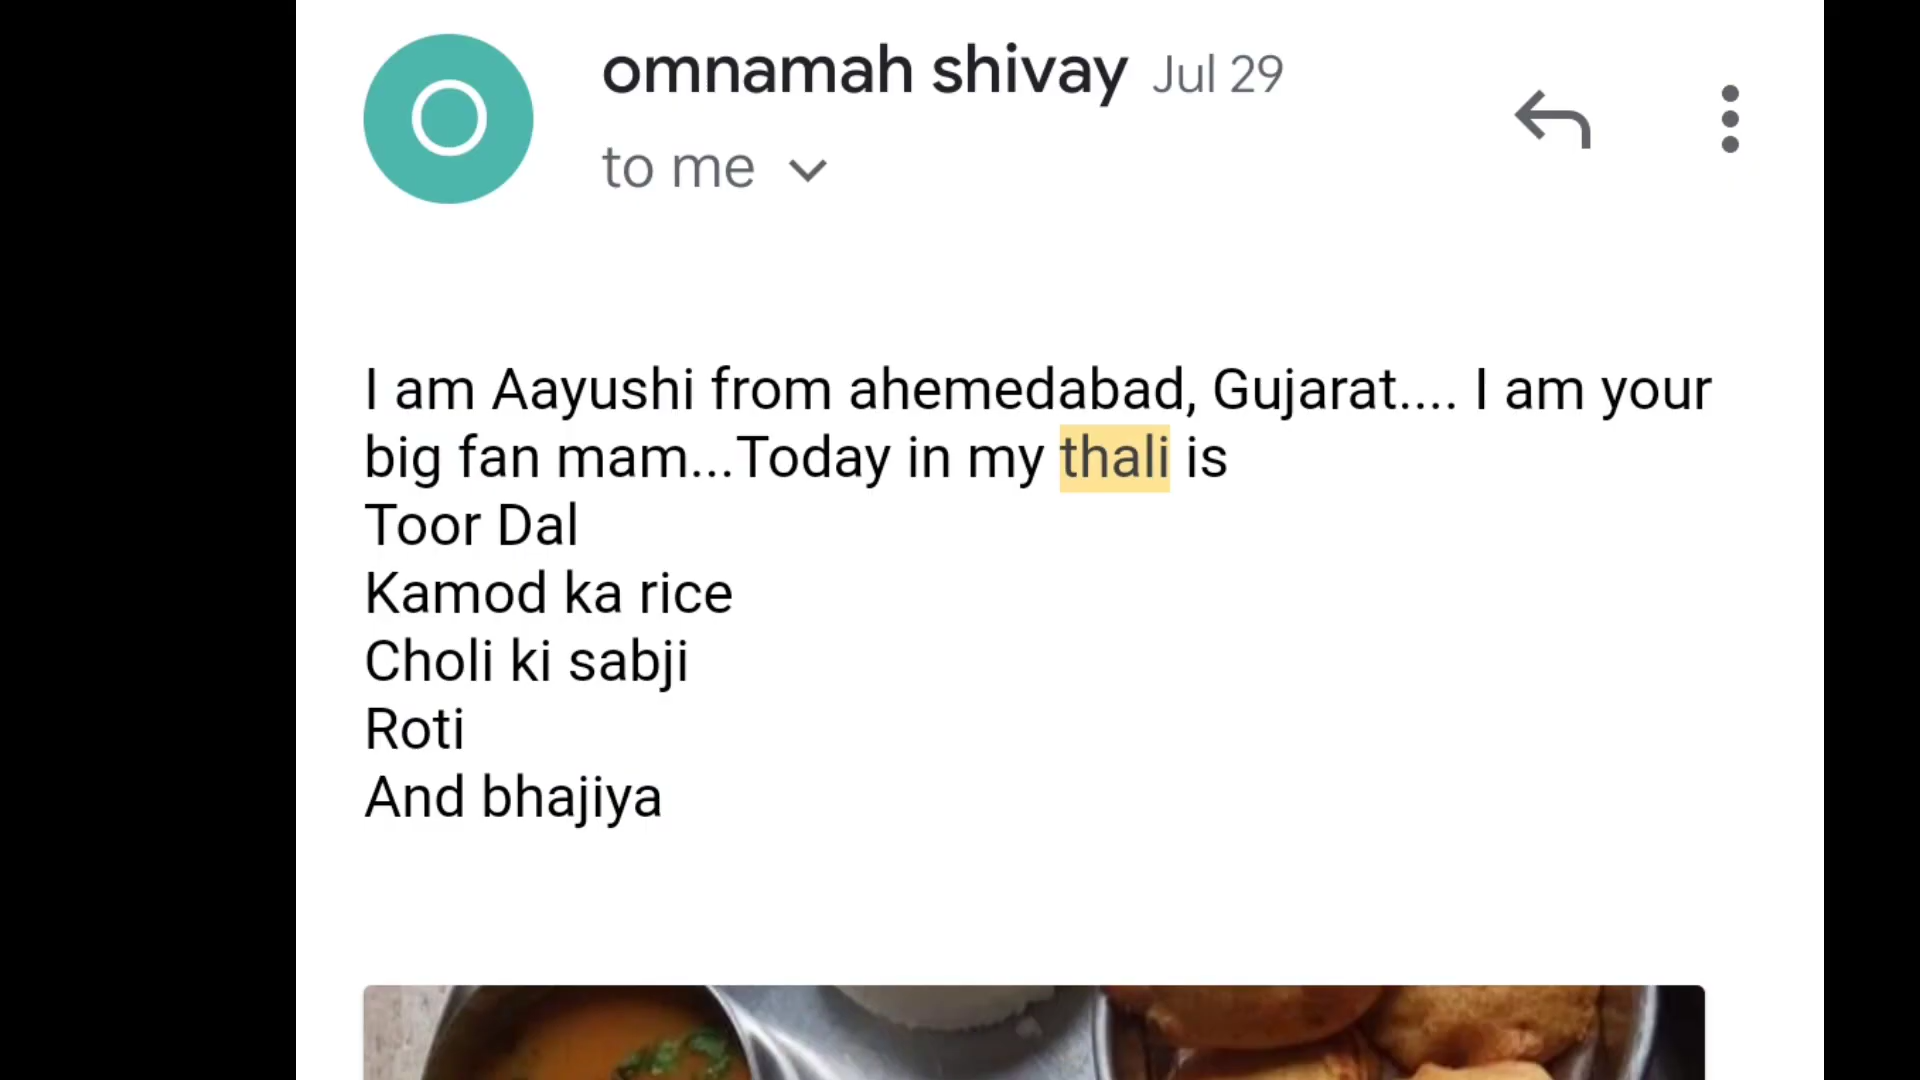 O
omnamah shivay Jul 29
to me
I am Aayushi from ahemedabad, Gujarat.... I am your
big fan mam...Today in my thali is
Toor Dal
Kamod ka rice
Choli ki sabji
Roti
And bhajiya